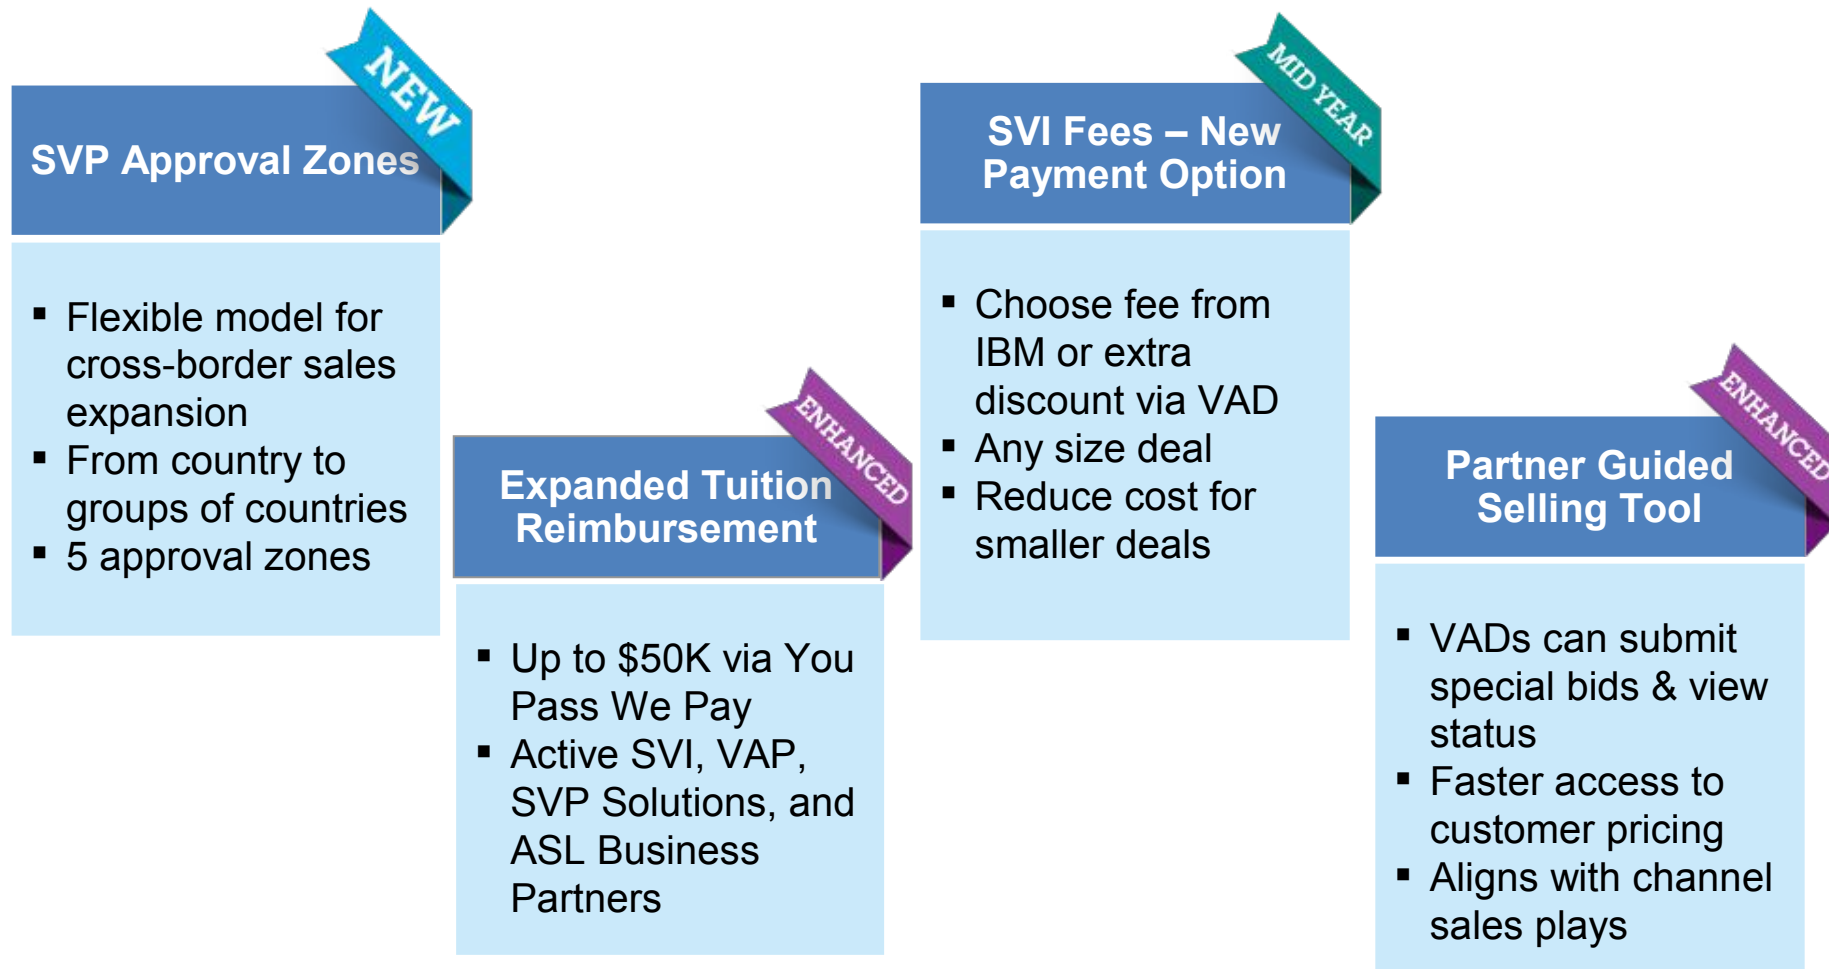 NEW
SVP Approval Zones
▪ Flexible model for
cross-border sales
expansion
▪ From country to
groups of countries
▪ 5 approval zones
ENHANCED
Expanded Tuition
Reimbursement
▪ Up to $50K via You
Pass We Pay
▪ Active SVI, VAP,
SVP Solutions, and
ASL Business
Partners
MID YEAR
SVI Fees – New
Payment Option
▪ Choose fee from
IBM or extra
discount via VAD
▪ Any size deal
▪ Reduce cost for
smaller deals
ENHANCED
Partner Guided
Selling Tool
▪ VADs can submit
special bids & view
status
▪ Faster access to
customer pricing
▪ Aligns with channel
sales plays